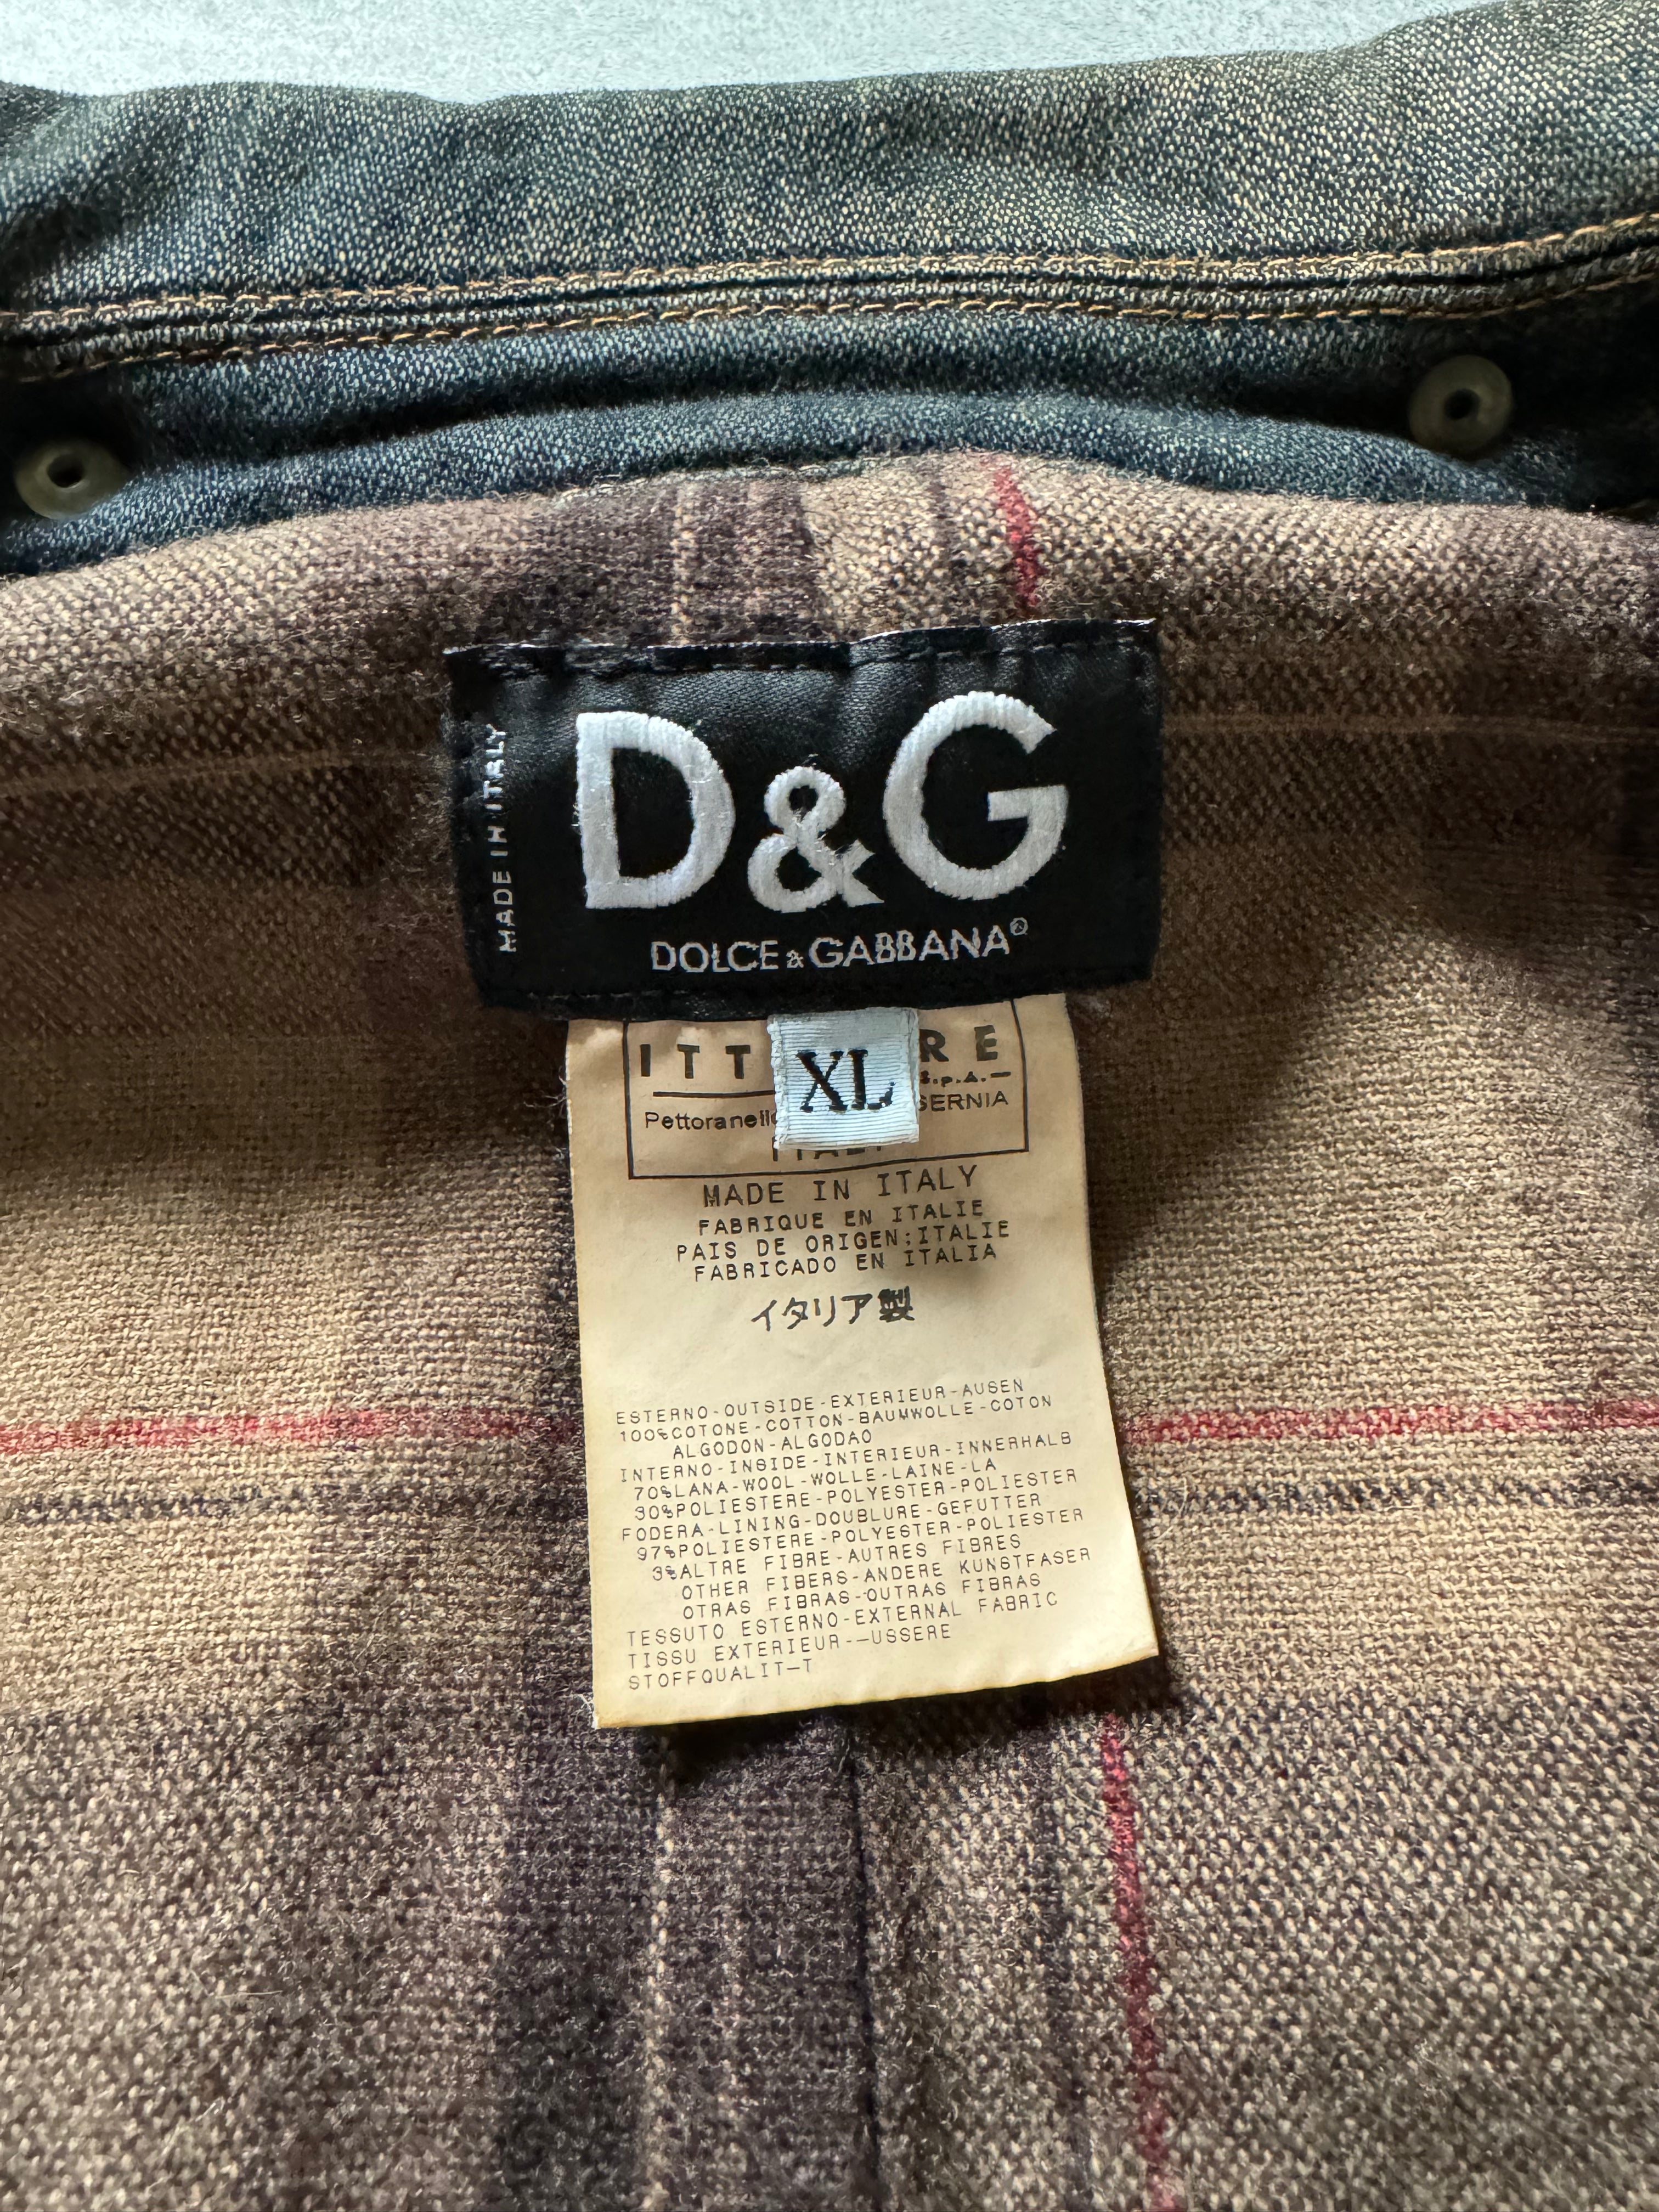 MADE IN ITALY
D&G
DOLCE & GABBANA®
ITT RE
XL
S.p.A.
MADE IN ITALY
FABRIQUE EN ITALIE
PAIS DE ORIGEN:ITALIE
FABRICADO EN ITALIA
イタリア製
ESTERNO-OUTSIDE-EXTERIEUR-AUSEN
100%COTONE-COTTON-BAUMWOLLE-COTON
ALGODON-ALGODAO
INTERNO-INSIDE-INTERIEUR-INNERHALB
70%LANA-WOOL-WOLLE-LAINE-LA
30%POLIESTERE-POLYESTER-POLIESTER
FODERA-LINING-DOUBLURE-GEFUTTER
97%POLIESTERE-POLYESTER-POLIESTER
3%ALTRE FIBRE-AUTRES FIBRES
OTHER FIBERS-ANDERE KUNSTFASER
OTRAS FIBRAS-OUTRAS FIBRAS
TESSUTO ESTERNO-EXTERNAL FABRIC
TISSU EXTERIEUR--USSERE
STOFFQUALIT-T